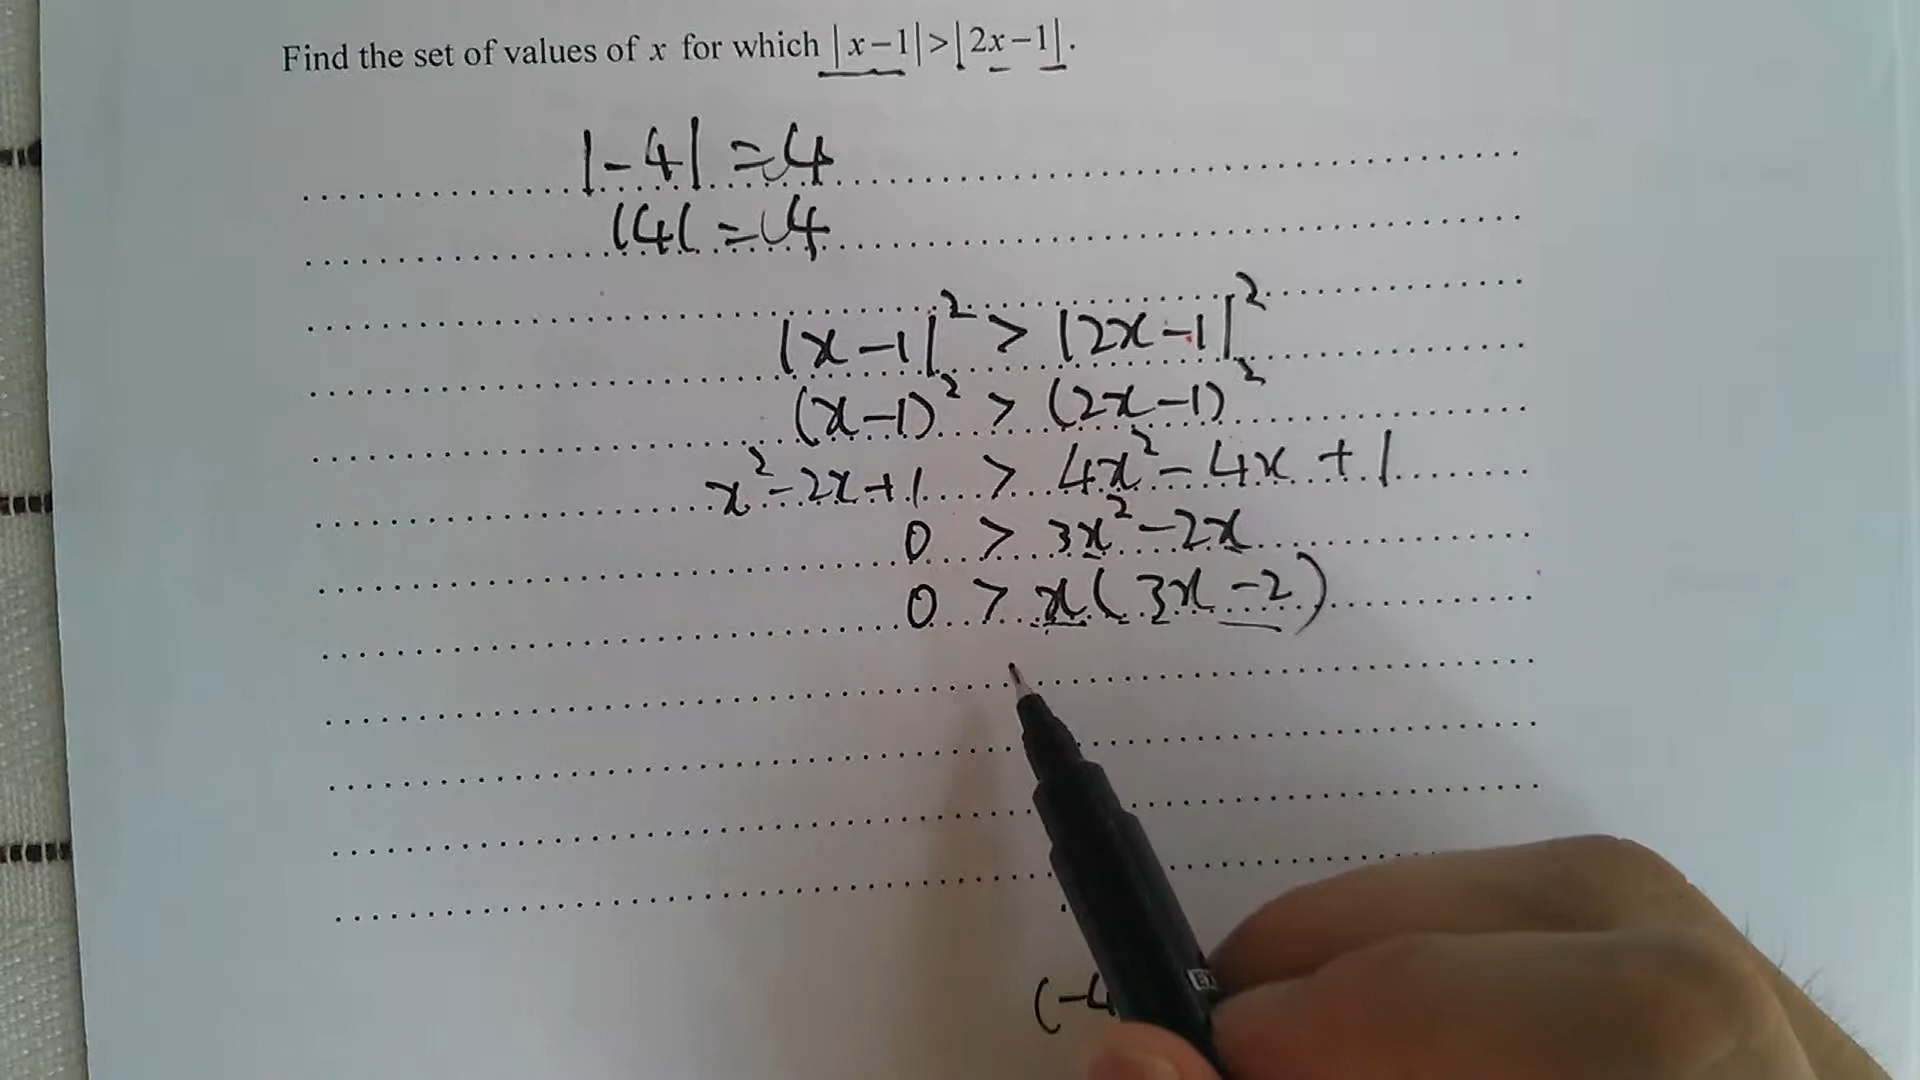 Find the set of values of x for which |x−1|>|2x−1|.
|-4| = 4
|4| = 4
|x-1|² > |2x-1|²
(x-1)² > (2x-1)²
x²-2x+1 > 4x²-4x+1
0 > 3x²-2x
0 > x(3x-2)
(-4